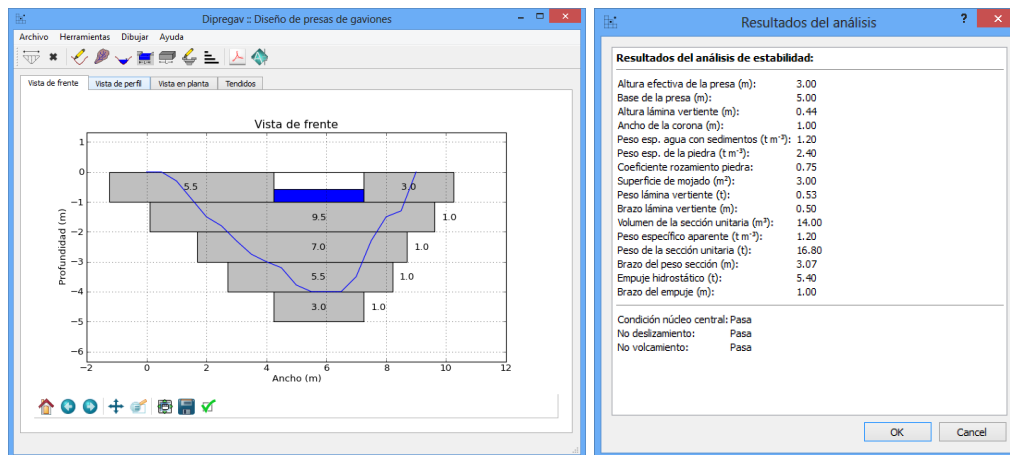 Dipregav :: Diseño de presas de gaviones
Archivo Herramientas Dibujar Ayuda
Vista de frente Vista de perfil Vista en planta Tendidos
Vista de frente
Profundidad (m)
1
0
−1
−2
−3
−4
−5
−6
5.5 3.0
9.5 1.0
7.0 1.0
5.5 1.0
3.0 1.0
−2 0 2 4 6 8 10 12
Ancho (m)
Resultados del análisis
Resultados del análisis de estabilidad:
Altura efectiva de la presa (m): 3.00
Base de la presa (m): 5.00
Altura lámina vertiente (m): 0.44
Ancho de la corona (m): 1.00
Peso esp. agua con sedimentos (t m⁻³): 1.20
Peso esp. de la piedra (t m⁻³): 2.40
Coeficiente rozamiento piedra: 0.75
Superficie de mojado (m²): 3.00
Peso lámina vertiente (t): 0.53
Brazo lámina vertiente (m): 0.50
Volumen de la sección unitaria (m³): 14.00
Peso específico aparente (t m⁻³): 1.20
Peso de la sección unitaria (t): 16.80
Brazo del peso sección (m): 3.07
Empuje hidrostático (t): 5.40
Brazo del empuje (m): 1.00
Condición núcleo central: Pasa
No deslizamiento: Pasa
No volcamiento: Pasa
OK Cancel